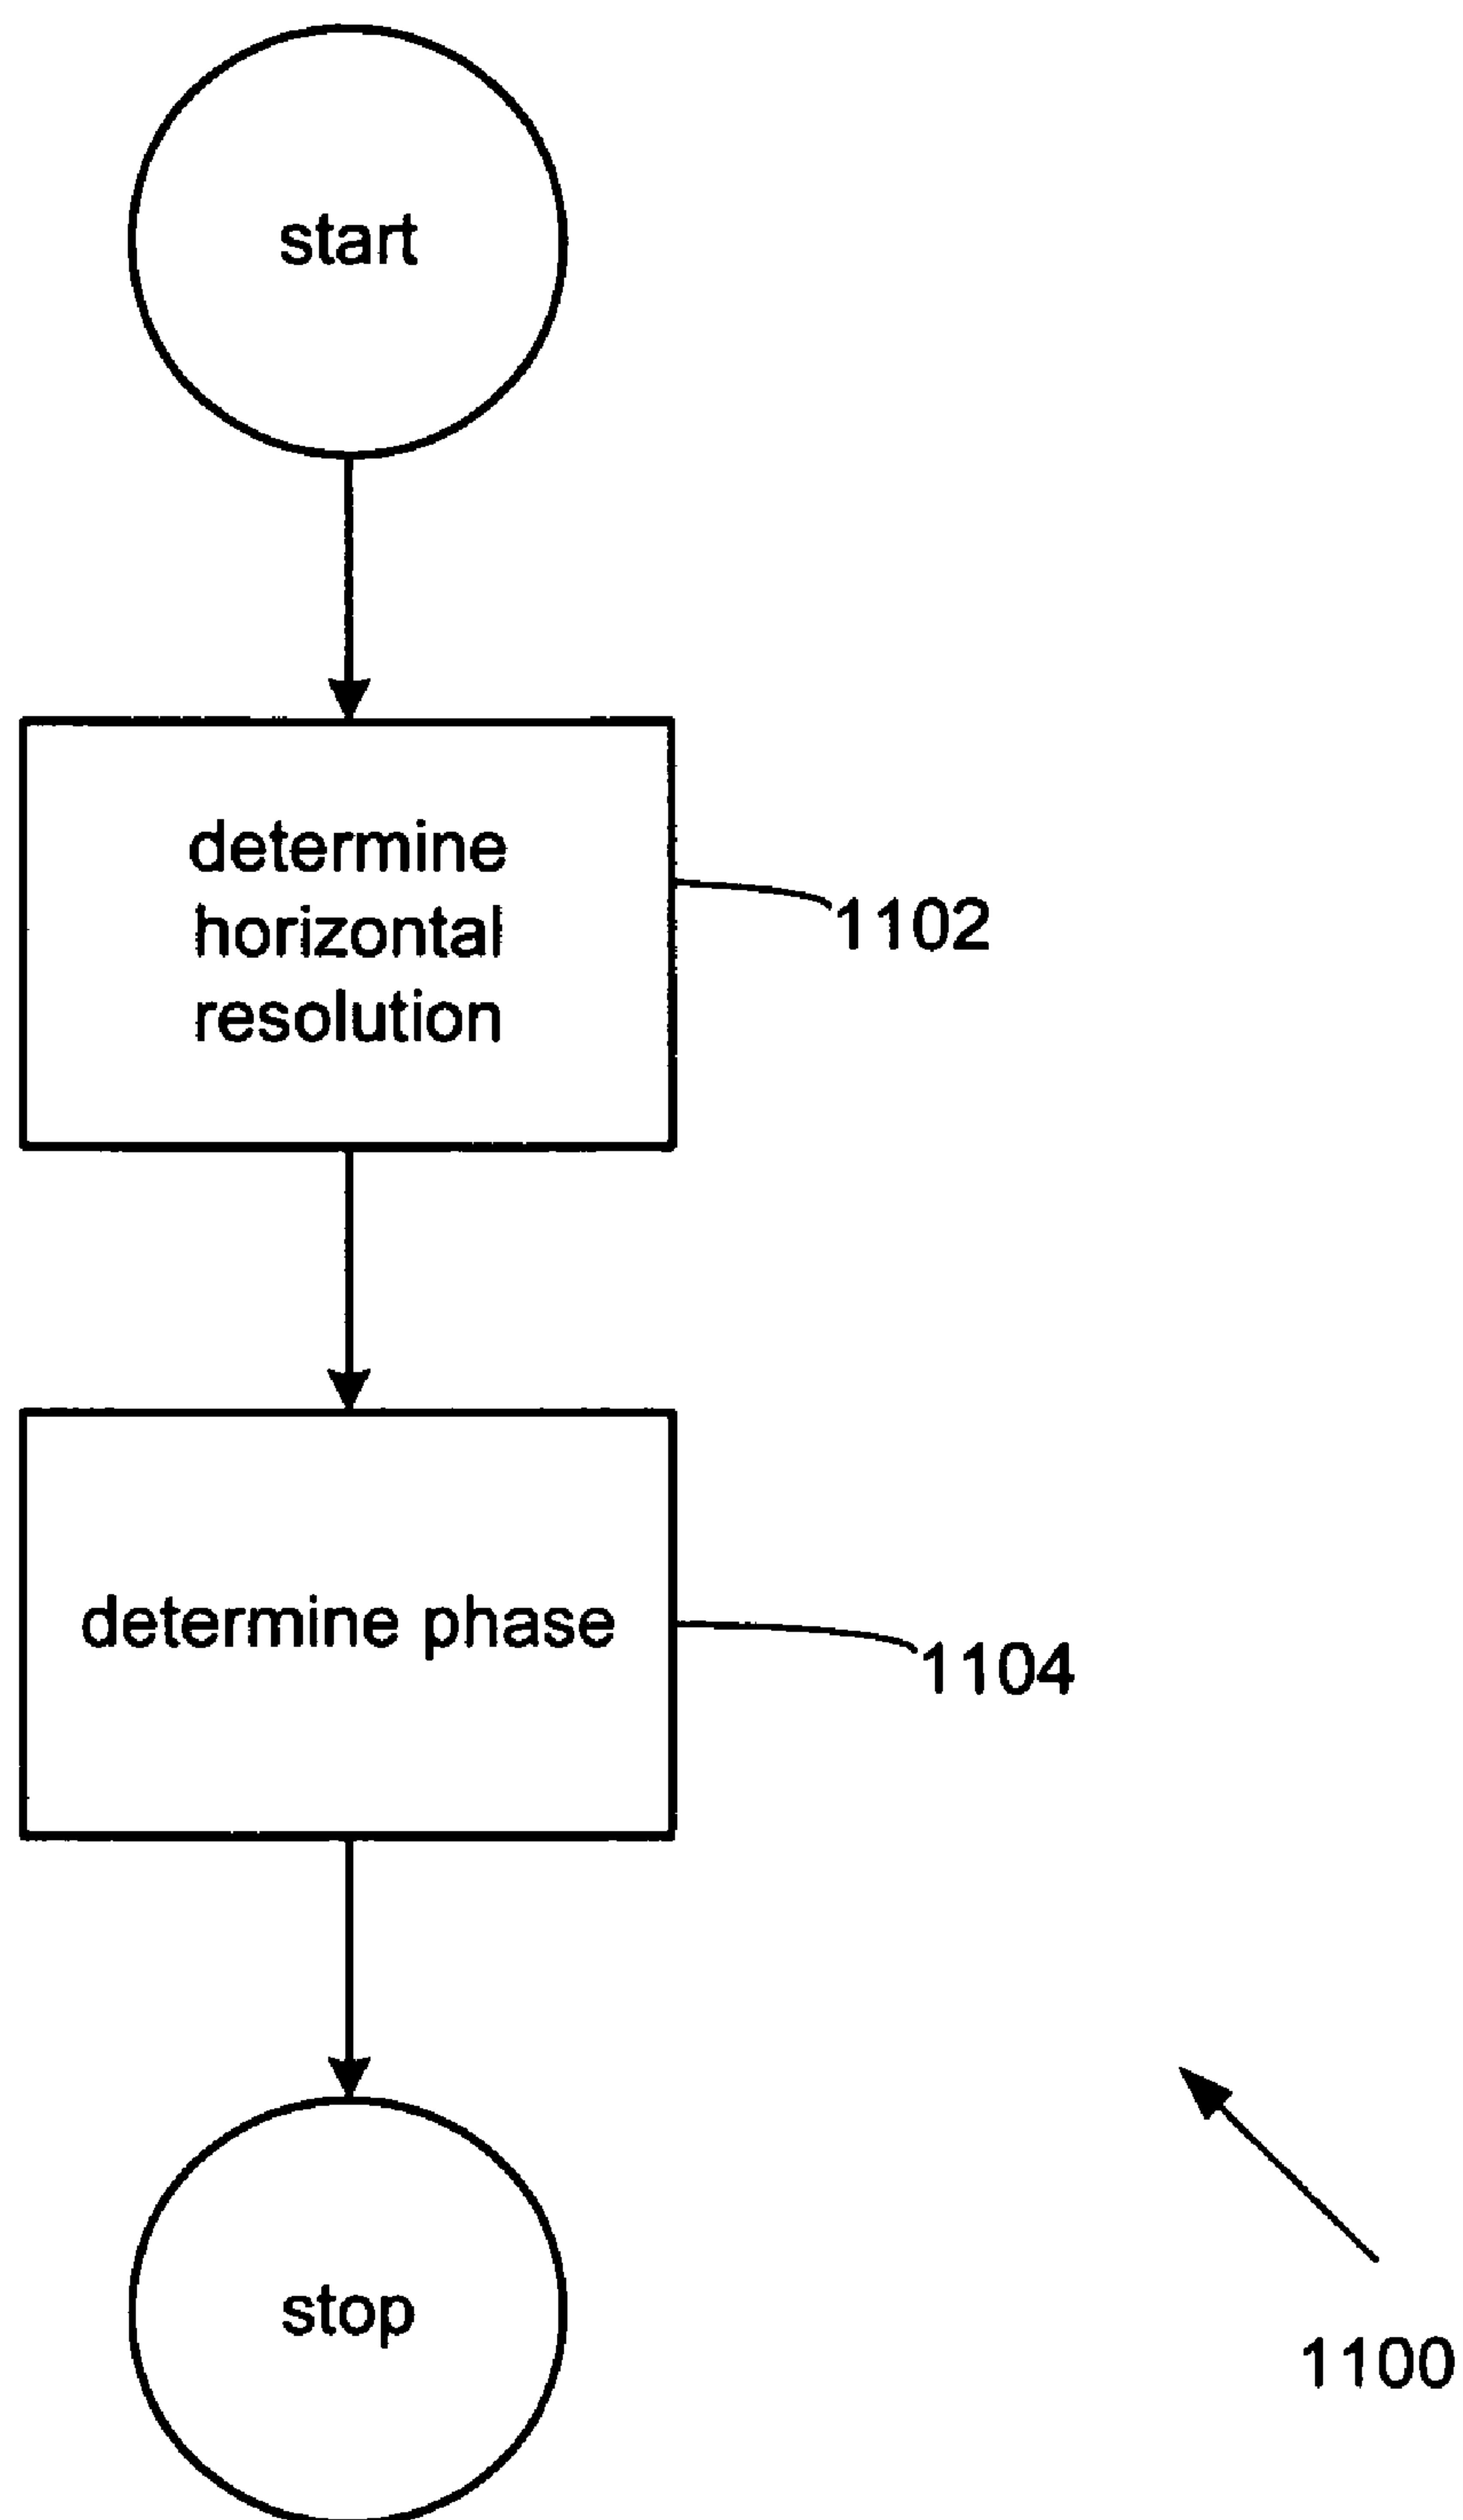 start
determine
horizontal
resolution
1102
determine phase
1104
stop
1100